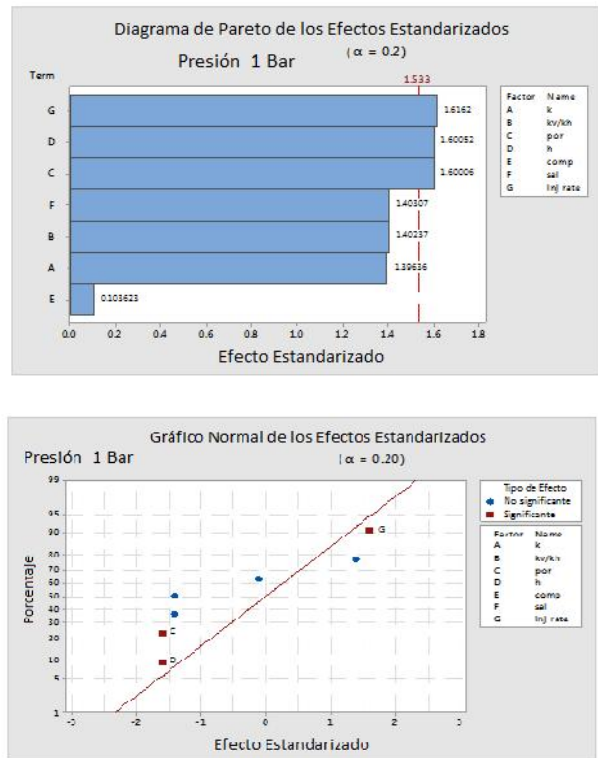 Diagrama de Pareto de los Efectos Estandarizados
Presión 1 Bar
(α = 0.2)
Term
1.533
G
1.6162
D
1.60052
C
1.60006
F
1.40307
B
1.40237
A
1.39636
E
0.103623
0.0 0.2 0.4 0.6 0.8 1.0 1.2 1.4 1.6 1.8
Efecto Estandarizado
Factor Name
A k
B kv/kh
C por
D h
E comp
F sal
G Inj rate
Gráfico Normal de los Efectos Estandarizados
Presión 1 Bar
(α = 0.20)
Porcentaje
99
95
90
80
70
60
50
40
30
20
10
5
1
G
C
D
-3 -2 -1 0 1 2 3
Efecto Estandarizado
Tipo de Efecto
No significante
Significante
Factor Name
A k
B kv/kh
C por
D h
E comp
F sal
G Inj rate